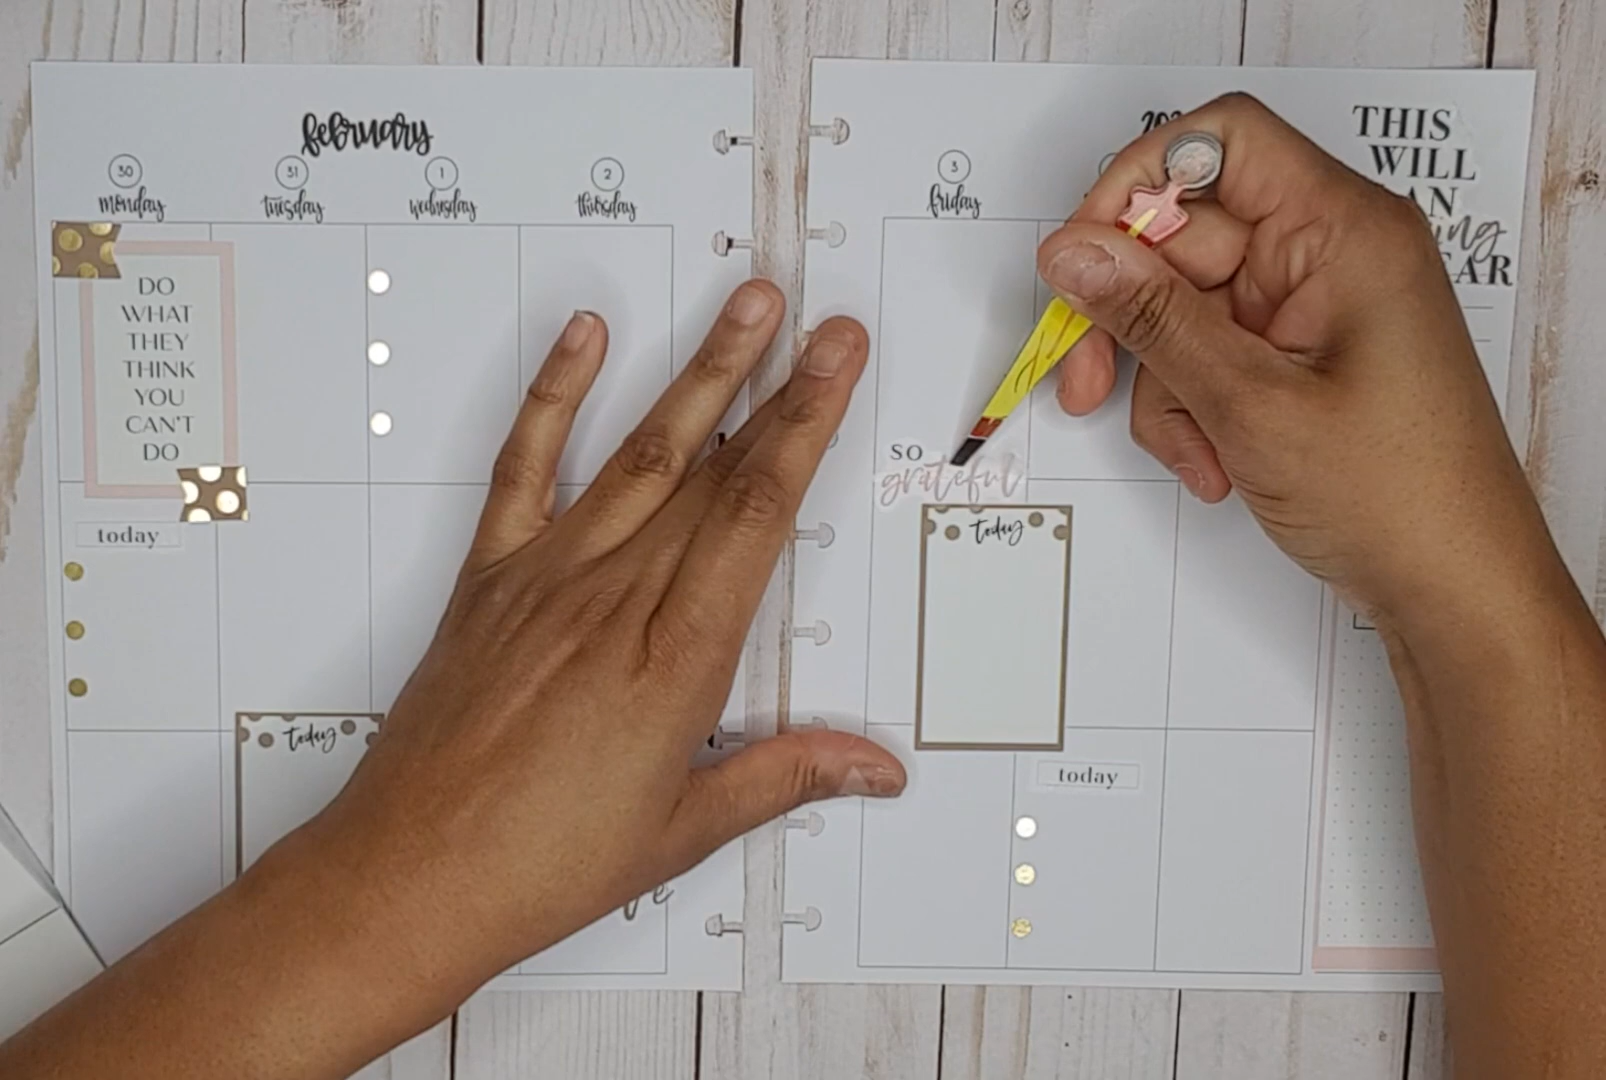 february
30
31
1
2
monday
tuesday
wednesday
thursday
DO
WHAT
THEY
THINK
YOU
CAN'T
DO
today
today
3
friday
SO
grateful
today
today
THIS
WILL